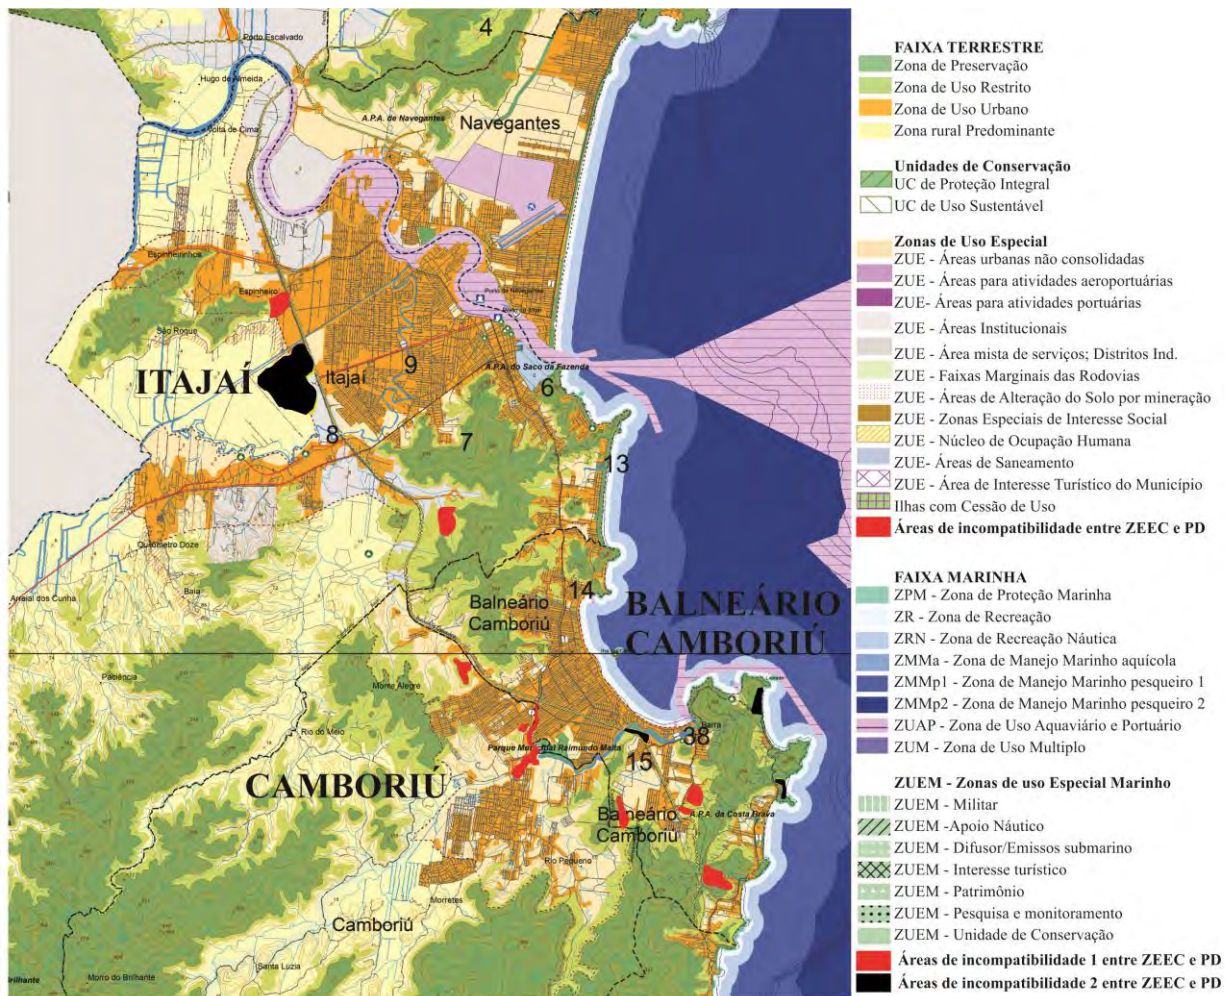 Porto Escalvado
4
Hugo de Almeida
Volta de Cima
A.P.A. de Navegantes
Navegantes
Espinheirinhos
Espinheiro
São Roque
ITAJAÍ
Itajaí
9
A.P.A. do Saco da Fazenda
6
8
7
13
Quilômetro Doze
Baia
Arraial dos Cunha
14
Balneário
Camboriú
BALNEÁRIO
CAMBORIÚ
Paciência
Monte Alegre
Rio do Meio
Barra
38
Parque Municipal Raimundo Malta
15
CAMBORIÚ
Balneário
Camboriú
A.P.A. da Costa Brava
Rio Pequeno
Morretes
Camboriú
Santa Luzia
Morro do Brilhante
FAIXA TERRESTRE
Zona de Preservação
Zona de Uso Restrito
Zona de Uso Urbano
Zona rural Predominante
Unidades de Conservação
UC de Proteção Integral
UC de Uso Sustentável
Zonas de Uso Especial
ZUE - Áreas urbanas não consolidadas
ZUE - Áreas para atividades aeroportuárias
ZUE- Áreas para atividades portuárias
ZUE - Áreas Institucionais
ZUE - Área mista de serviços; Distritos Ind.
ZUE - Faixas Marginais das Rodovias
ZUE - Áreas de Alteração do Solo por mineração
ZUE - Zonas Especiais de Interesse Social
ZUE - Núcleo de Ocupação Humana
ZUE- Áreas de Saneamento
ZUE - Área de Interesse Turístico do Município
Ilhas com Cessão de Uso
Áreas de incompatibilidade entre ZEEC e PD
FAIXA MARINHA
ZPM - Zona de Proteção Marinha
ZR - Zona de Recreação
ZRN - Zona de Recreação Náutica
ZMMa - Zona de Manejo Marinho aquícola
ZMMp1 - Zona de Manejo Marinho pesqueiro 1
ZMMp2 - Zona de Manejo Marinho pesqueiro 2
ZUAP - Zona de Uso Aquaviário e Portuário
ZUM - Zona de Uso Multiplo
ZUEM - Zonas de uso Especial Marinho
ZUEM - Militar
ZUEM -Apoio Náutico
ZUEM - Difusor/Emissos submarino
ZUEM - Interesse turístico
ZUEM - Patrimônio
ZUEM - Pesquisa e monitoramento
ZUEM - Unidade de Conservação
Áreas de incompatibilidade 1 entre ZEEC e PD
Áreas de incompatibilidade 2 entre ZEEC e PD